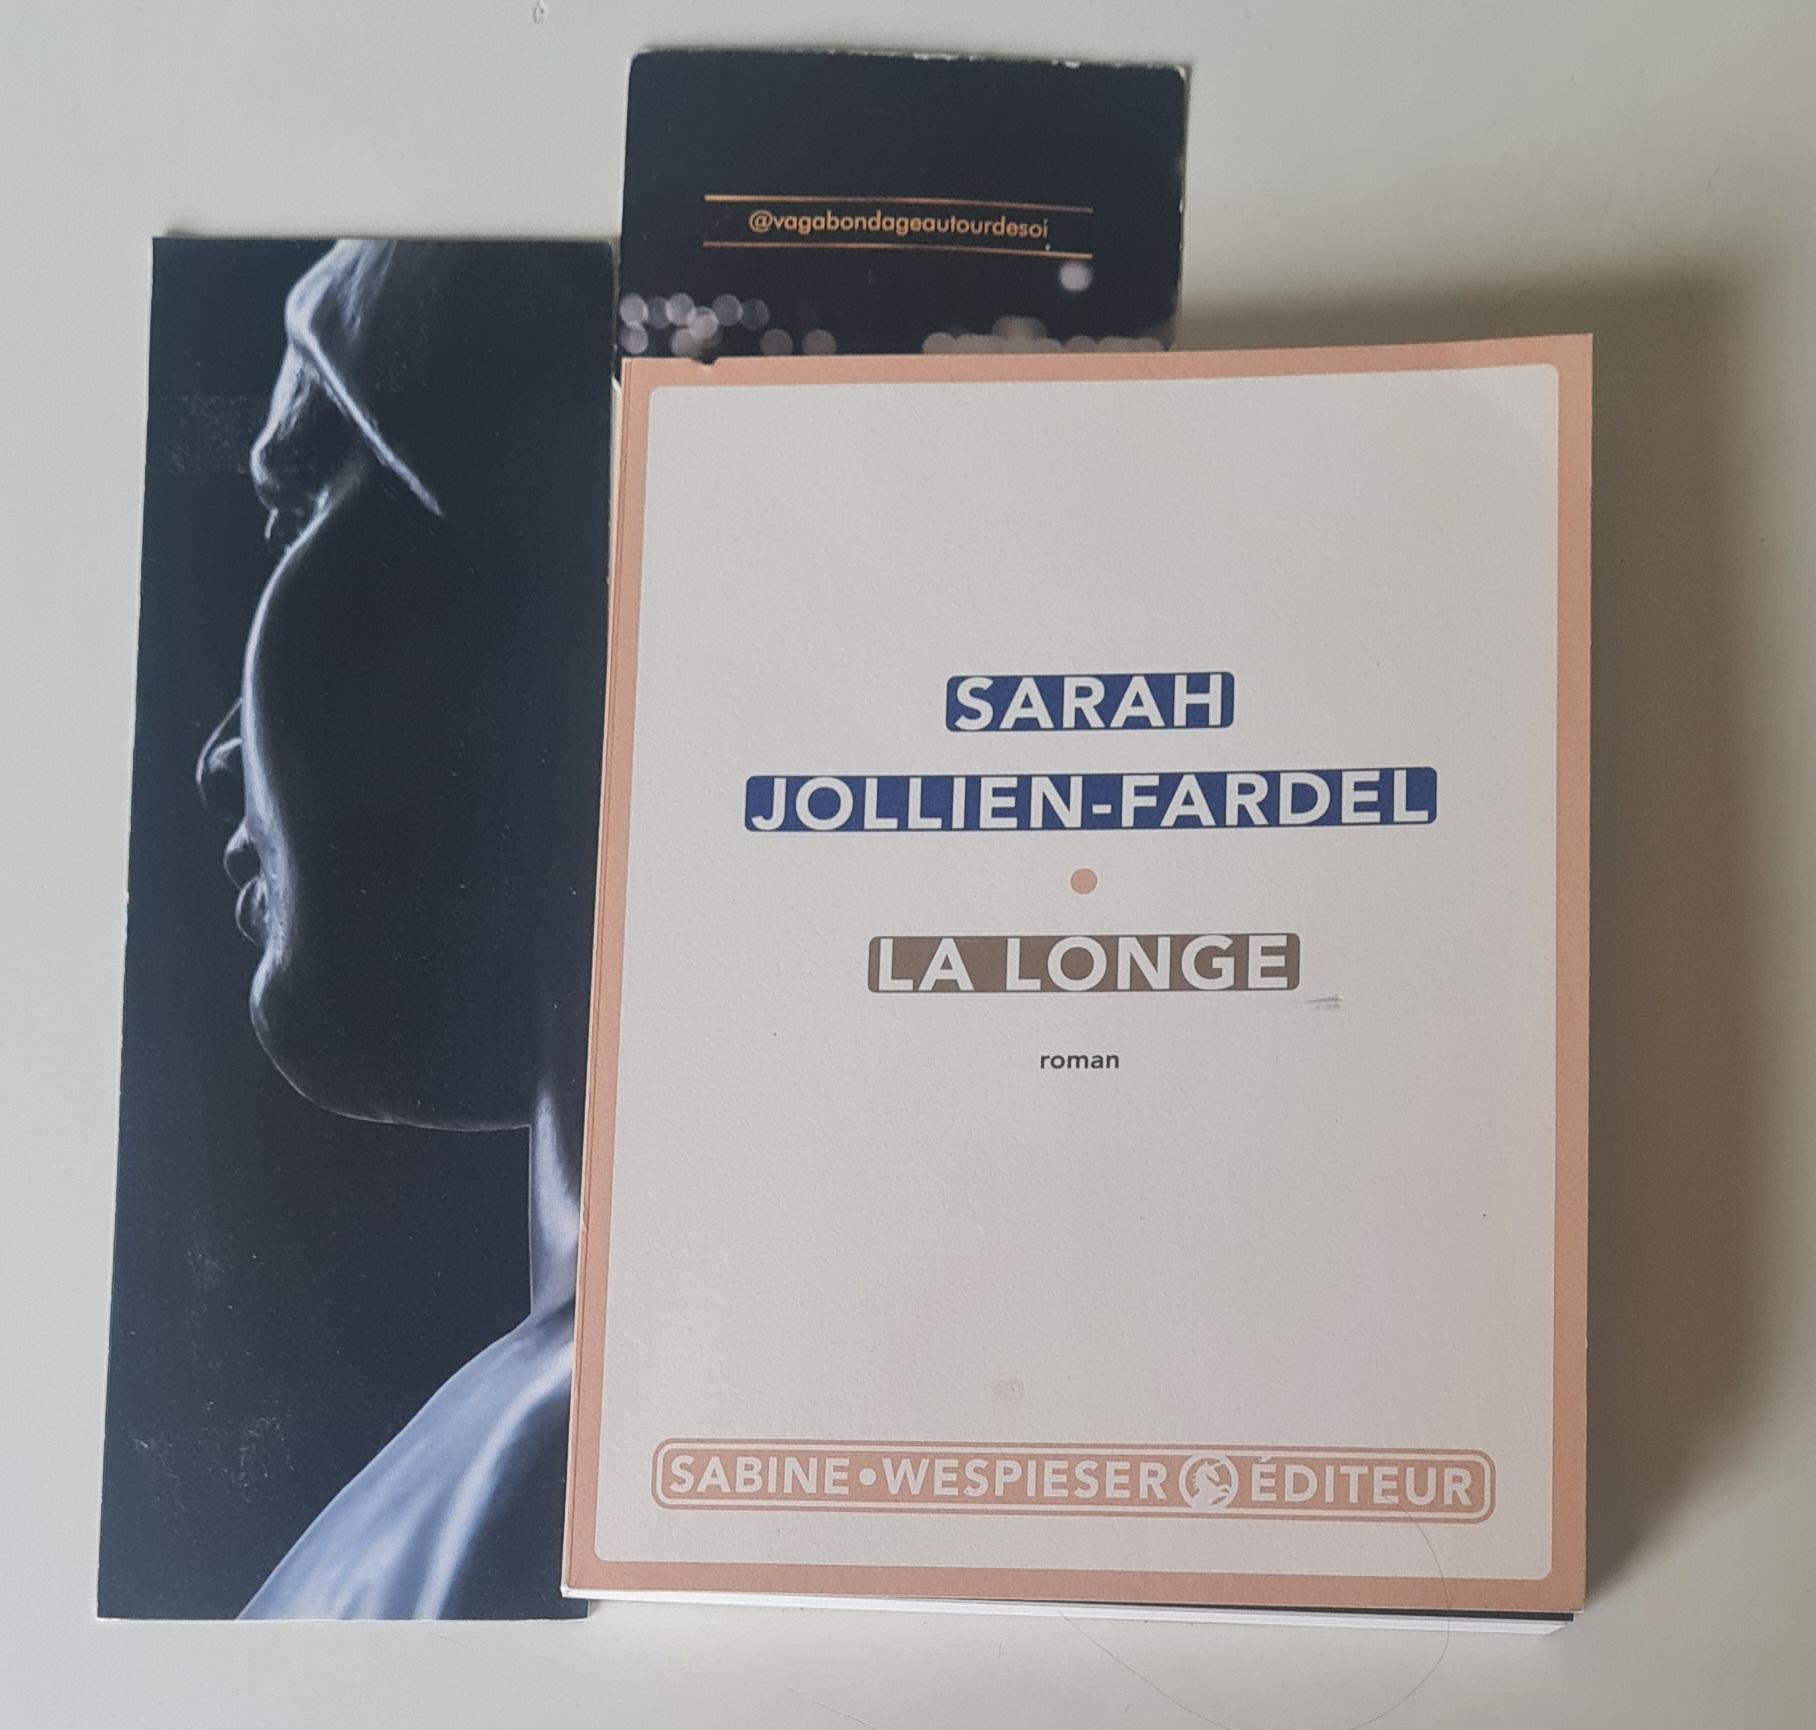 @vagabondageautourdesoi
SARAH
JOLLIEN-FARDEL
LA LONGE
roman
SABINE•WESPIESER ÉDITEUR